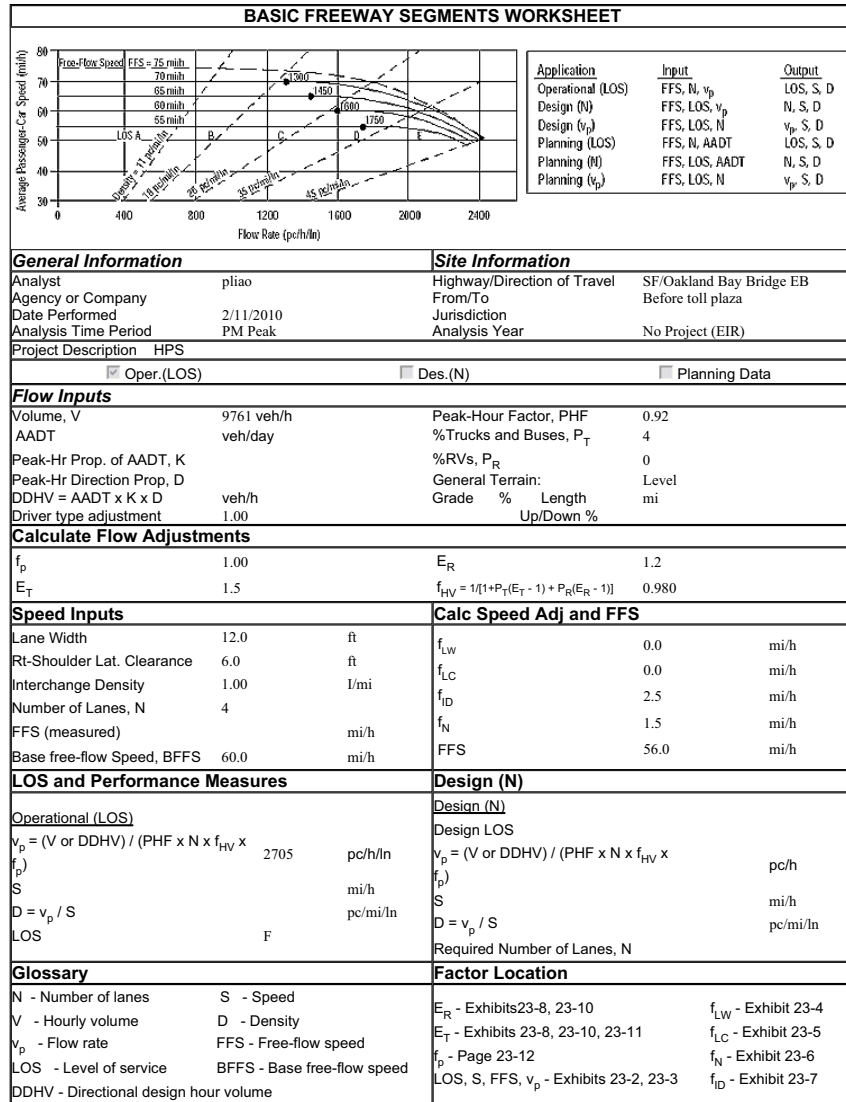 BASIC FREEWAY SEGMENTS WORKSHEET
Average Passenger-Car Speed (mi/h)
80
70
60
50
40
30
Free-Flow Speed FFS = 75 mi/h
70 mi/h
65 mi/h
60 mi/h
55 mi/h
1300
1450
1600
1750
LOS A B C D E
Density = 11 pc/mi/ln
18 pc/mi/ln
26 pc/mi/ln
35 pc/mi/ln
45 pc/mi/ln
0 400 800 1200 1600 2000 2400
Flow Rate (pc/h/ln)
Application Input Output
Operational (LOS) FFS, N, vp LOS, S, D
Design (N) FFS, LOS, vp N, S, D
Design (vp) FFS, LOS, N vp, S, D
Planning (LOS) FFS, N, AADT LOS, S, D
Planning (N) FFS, LOS, AADT N, S, D
Planning (vp) FFS, LOS, N vp, S, D
General Information
Analyst pliao
Agency or Company
Date Performed 2/11/2010
Analysis Time Period PM Peak
Site Information
Highway/Direction of Travel SF/Oakland Bay Bridge EB
From/To Before toll plaza
Jurisdiction
Analysis Year No Project (EIR)
Project Description HPS
Oper.(LOS) Des.(N) Planning Data
Flow Inputs
Volume, V 9761 veh/h
AADT veh/day
Peak-Hr Prop. of AADT, K
Peak-Hr Direction Prop, D
DDHV = AADT x K x D veh/h
Driver type adjustment 1.00
Peak-Hour Factor, PHF 0.92
%Trucks and Buses, PT 4
%RVs, PR 0
General Terrain: Level
Grade % Length mi
Up/Down %
Calculate Flow Adjustments
fp 1.00
ET 1.5
ER 1.2
fHV = 1/[1+PT(ET - 1) + PR(ER - 1)] 0.980
Speed Inputs
Lane Width 12.0 ft
Rt-Shoulder Lat. Clearance 6.0 ft
Interchange Density 1.00 I/mi
Number of Lanes, N 4
FFS (measured) mi/h
Base free-flow Speed, BFFS 60.0 mi/h
Calc Speed Adj and FFS
fLW 0.0 mi/h
fLC 0.0 mi/h
fID 2.5 mi/h
fN 1.5 mi/h
FFS 56.0 mi/h
LOS and Performance Measures
Operational (LOS)
vp = (V or DDHV) / (PHF x N x fHV x
fp) 2705 pc/h/ln
S mi/h
D = vp / S pc/mi/ln
LOS F
Design (N)
Design (N)
Design LOS
vp = (V or DDHV) / (PHF x N x fHV x
fp) pc/h
S mi/h
D = vp / S pc/mi/ln
Required Number of Lanes, N
Glossary
N - Number of lanes S - Speed
V - Hourly volume D - Density
vp - Flow rate FFS - Free-flow speed
LOS - Level of service BFFS - Base free-flow speed
DDHV - Directional design hour volume
Factor Location
ER - Exhibits23-8, 23-10 fLW - Exhibit 23-4
ET - Exhibits 23-8, 23-10, 23-11 fLC - Exhibit 23-5
fp - Page 23-12 fN - Exhibit 23-6
LOS, S, FFS, vp - Exhibits 23-2, 23-3 fID - Exhibit 23-7